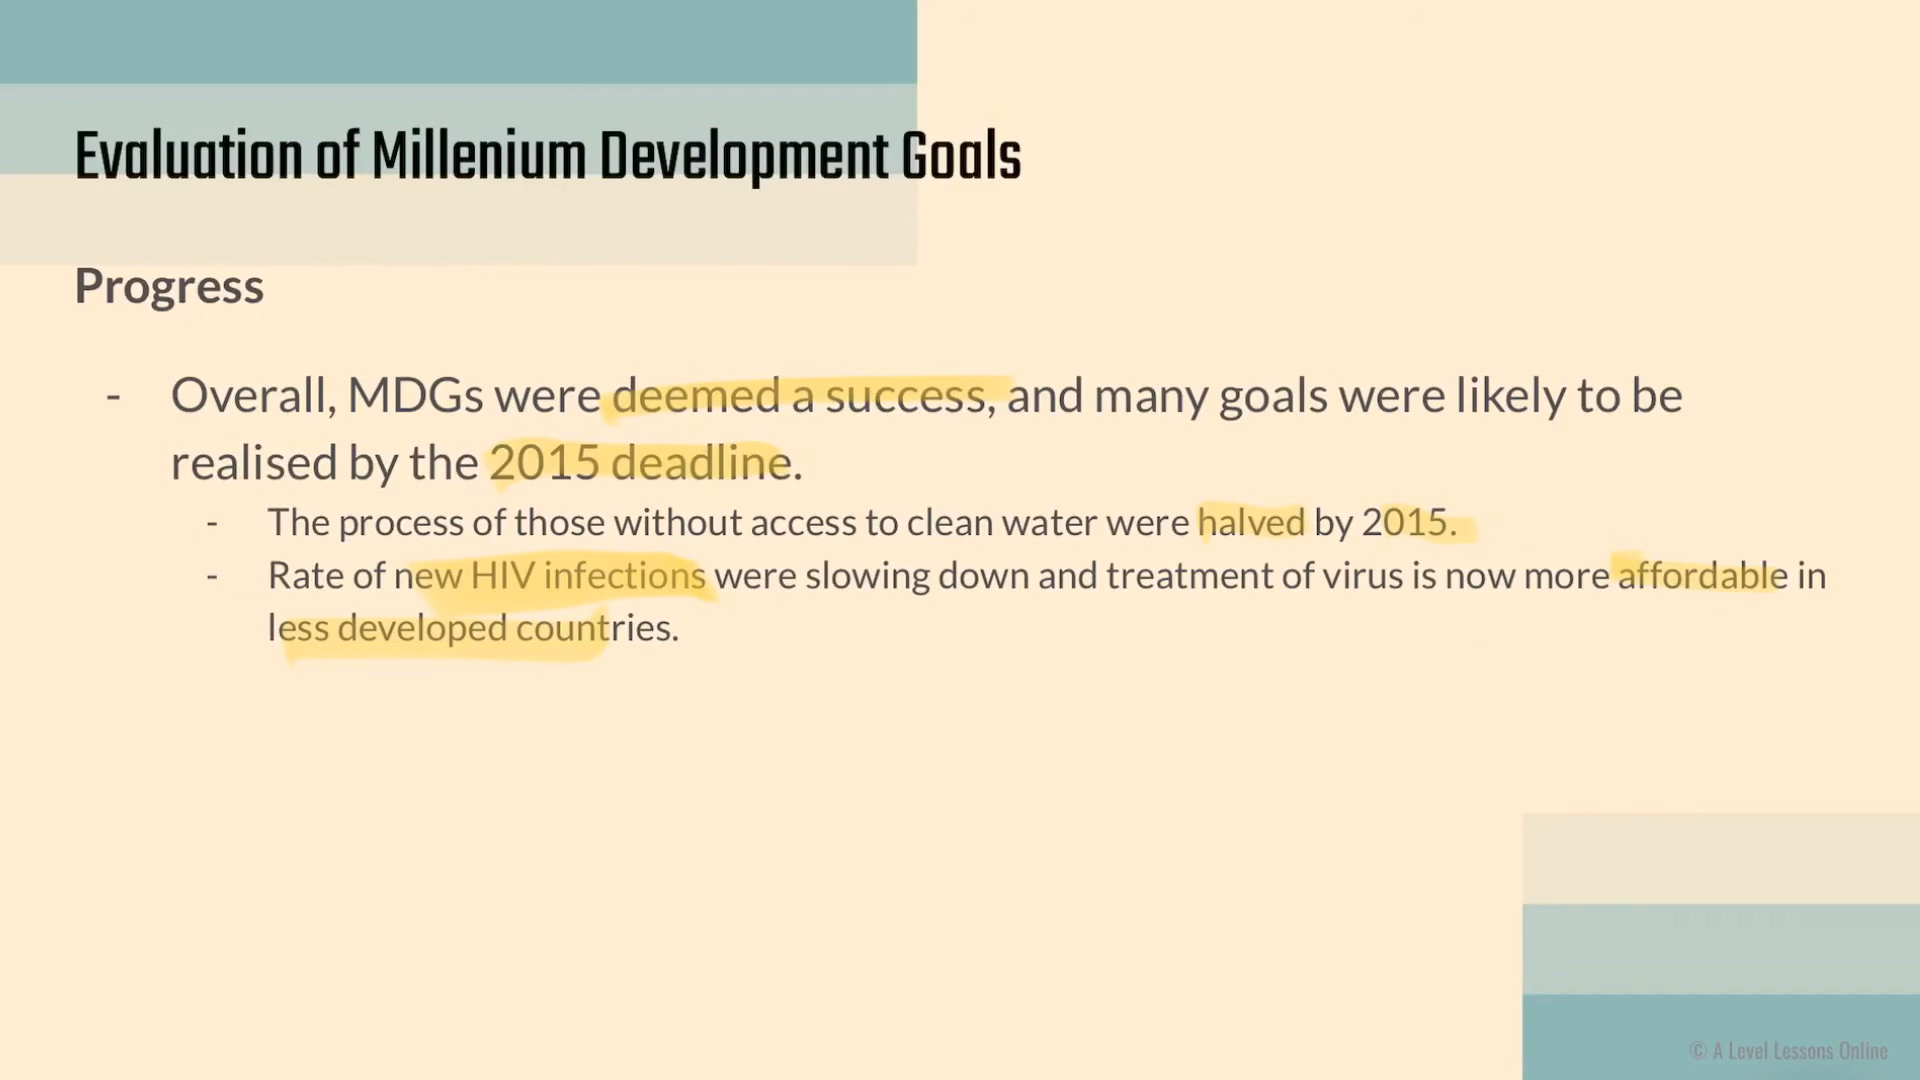 Evaluation of Millenium Development Goals
Progress
- Overall, MDGs were deemed a success, and many goals were likely to be
realised by the 2015 deadline.
- The process of those without access to clean water were halved by 2015.
- Rate of new HIV infections were slowing down and treatment of virus is now more affordable in
less developed countries.
© A Level Lessons Online